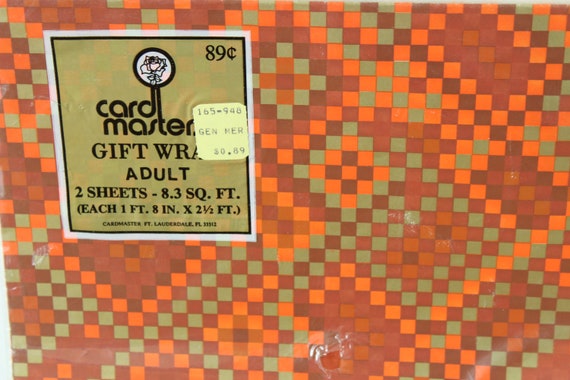 89¢
card
master
165-948
GEN MER
$0.89
GIFT WRA
ADULT
2 SHEETS - 8.3 SQ. FT.
(EACH 1 FT. 8 IN. X 2½ FT.)
CARDMASTER FT. LAUDERDALE, FL 33312